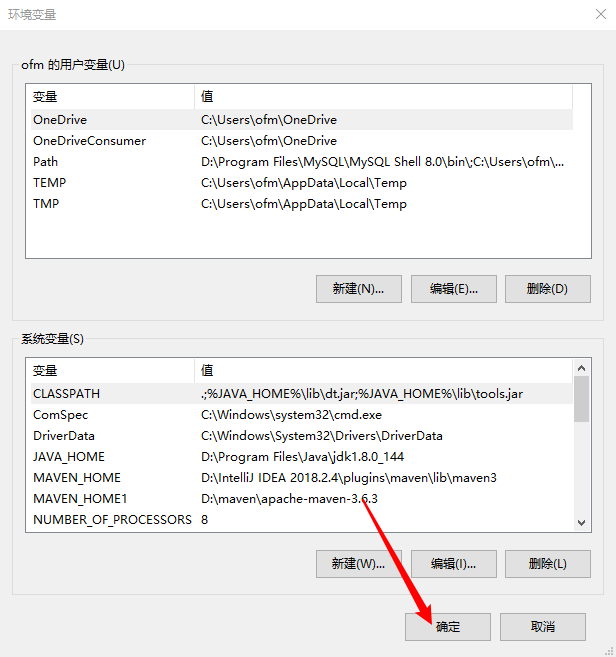 环境变量
ofm 的用户变量(U)
变量 值
OneDrive C:\Users\ofm\OneDrive
OneDriveConsumer C:\Users\ofm\OneDrive
Path D:\Program Files\MySQL\MySQL Shell 8.0\bin\;C:\Users\ofm\...
TEMP C:\Users\ofm\AppData\Local\Temp
TMP C:\Users\ofm\AppData\Local\Temp
新建(N)... 编辑(E)... 删除(D)
系统变量(S)
变量 值
CLASSPATH .;%JAVA_HOME%\lib\dt.jar;%JAVA_HOME%\lib\tools.jar
ComSpec C:\Windows\system32\cmd.exe
DriverData C:\Windows\System32\Drivers\DriverData
JAVA_HOME D:\Program Files\Java\jdk1.8.0_144
MAVEN_HOME D:\IntelliJ IDEA 2018.2.4\plugins\maven\lib\maven3
MAVEN_HOME1 D:\maven\apache-maven-3.6.3
NUMBER_OF_PROCESSORS 8
新建(W)... 编辑(I)... 删除(L)
确定 取消